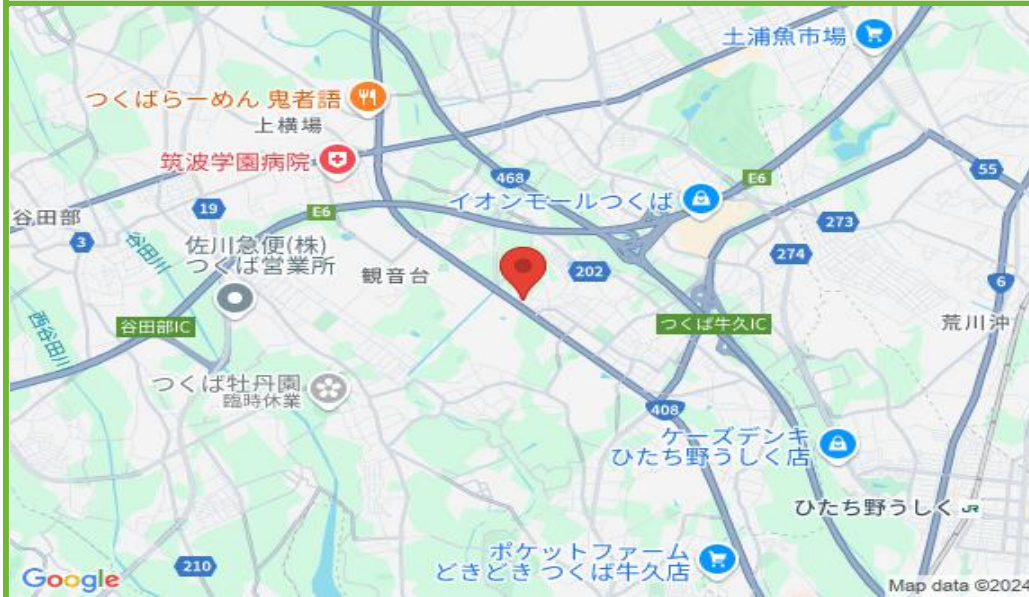 土浦魚市場
つくばらーめん 鬼者語
上横場
筑波学園病院
468
E6
55
イオンモールつくば
谷田部
19
E6
273
3
谷田川
佐川急便(株)
つくば営業所
観音台
202
274
6
西谷田川
谷田部IC
つくば牛久IC
荒川沖
つくば牡丹園
臨時休業
408
ケーズデンキ
ひたち野うしく店
ひたち野うしく JR
210
ポケットファーム
どきどき つくば牛久店
Google
Map data ©2024